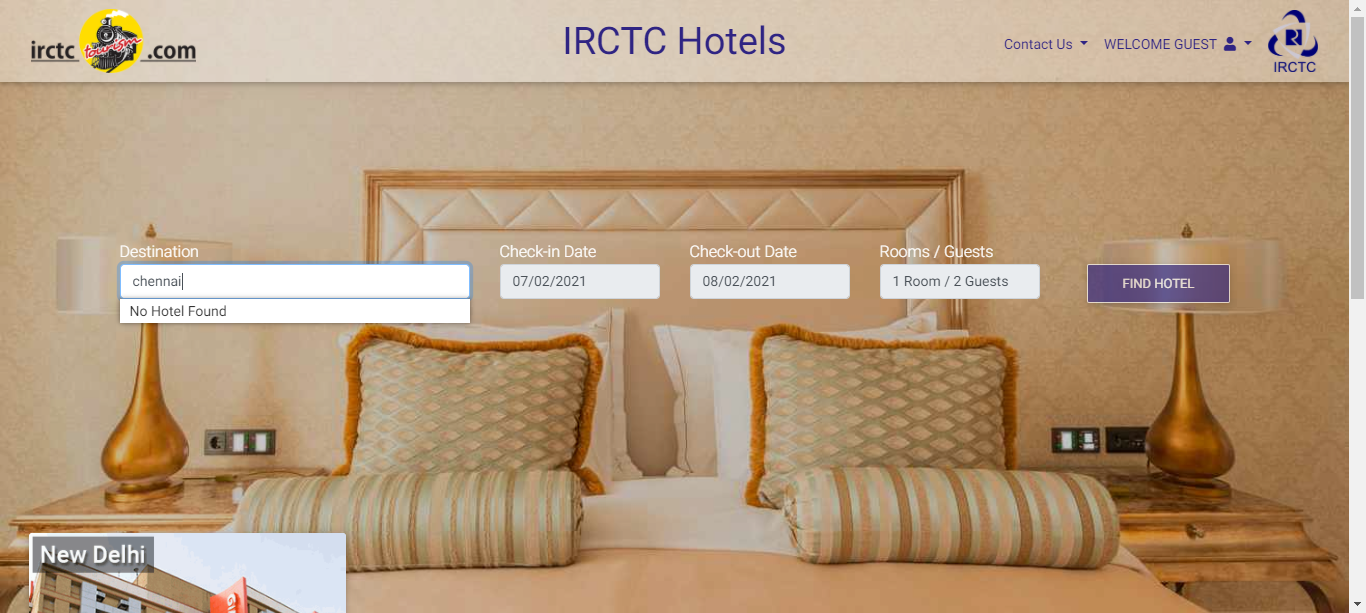 irctc tourism .com
IRCTC Hotels
Contact Us
WELCOME GUEST
IRCTC
Destination
Check-in Date
Check-out Date
Rooms / Guests
chennai
07/02/2021
08/02/2021
1 Room / 2 Guests
FIND HOTEL
No Hotel Found
New Delhi